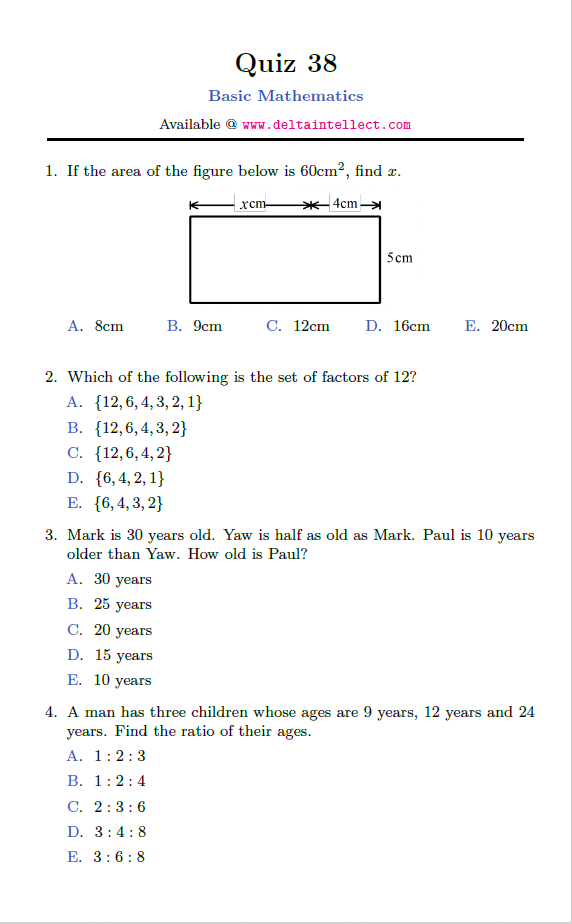 Quiz 38
Basic Mathematics
Available @ www.deltaintellect.com
1. If the area of the figure below is 60cm², find x.
xcm 4cm
5cm
A. 8cm B. 9cm C. 12cm D. 16cm E. 20cm
2. Which of the following is the set of factors of 12?
A. {12, 6, 4, 3, 2, 1}
B. {12, 6, 4, 3, 2}
C. {12, 6, 4, 2}
D. {6, 4, 2, 1}
E. {6, 4, 3, 2}
3. Mark is 30 years old. Yaw is half as old as Mark. Paul is 10 years
older than Yaw. How old is Paul?
A. 30 years
B. 25 years
C. 20 years
D. 15 years
E. 10 years
4. A man has three children whose ages are 9 years, 12 years and 24
years. Find the ratio of their ages.
A. 1 : 2 : 3
B. 1 : 2 : 4
C. 2 : 3 : 6
D. 3 : 4 : 8
E. 3 : 6 : 8